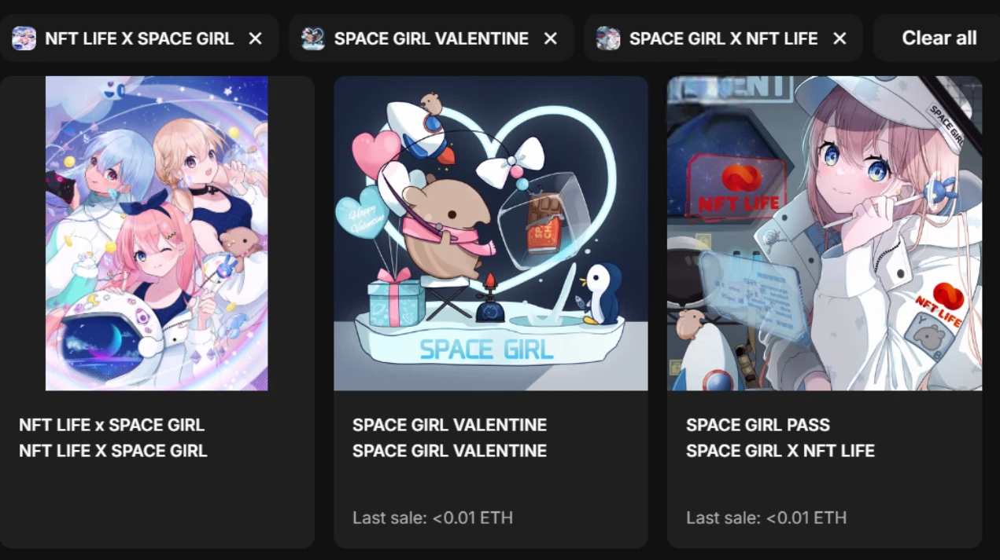 NFT LIFE X SPACE GIRL
SPACE GIRL VALENTINE
SPACE GIRL X NFT LIFE
Clear all
Happy
Valentine
SPACE GIRL
SPACE GIRL
NFT LIFE
NFT LIFE
NFT LIFE x SPACE GIRL
NFT LIFE X SPACE GIRL
SPACE GIRL VALENTINE
SPACE GIRL VALENTINE
Last sale: <0.01 ETH
SPACE GIRL PASS
SPACE GIRL X NFT LIFE
Last sale: <0.01 ETH